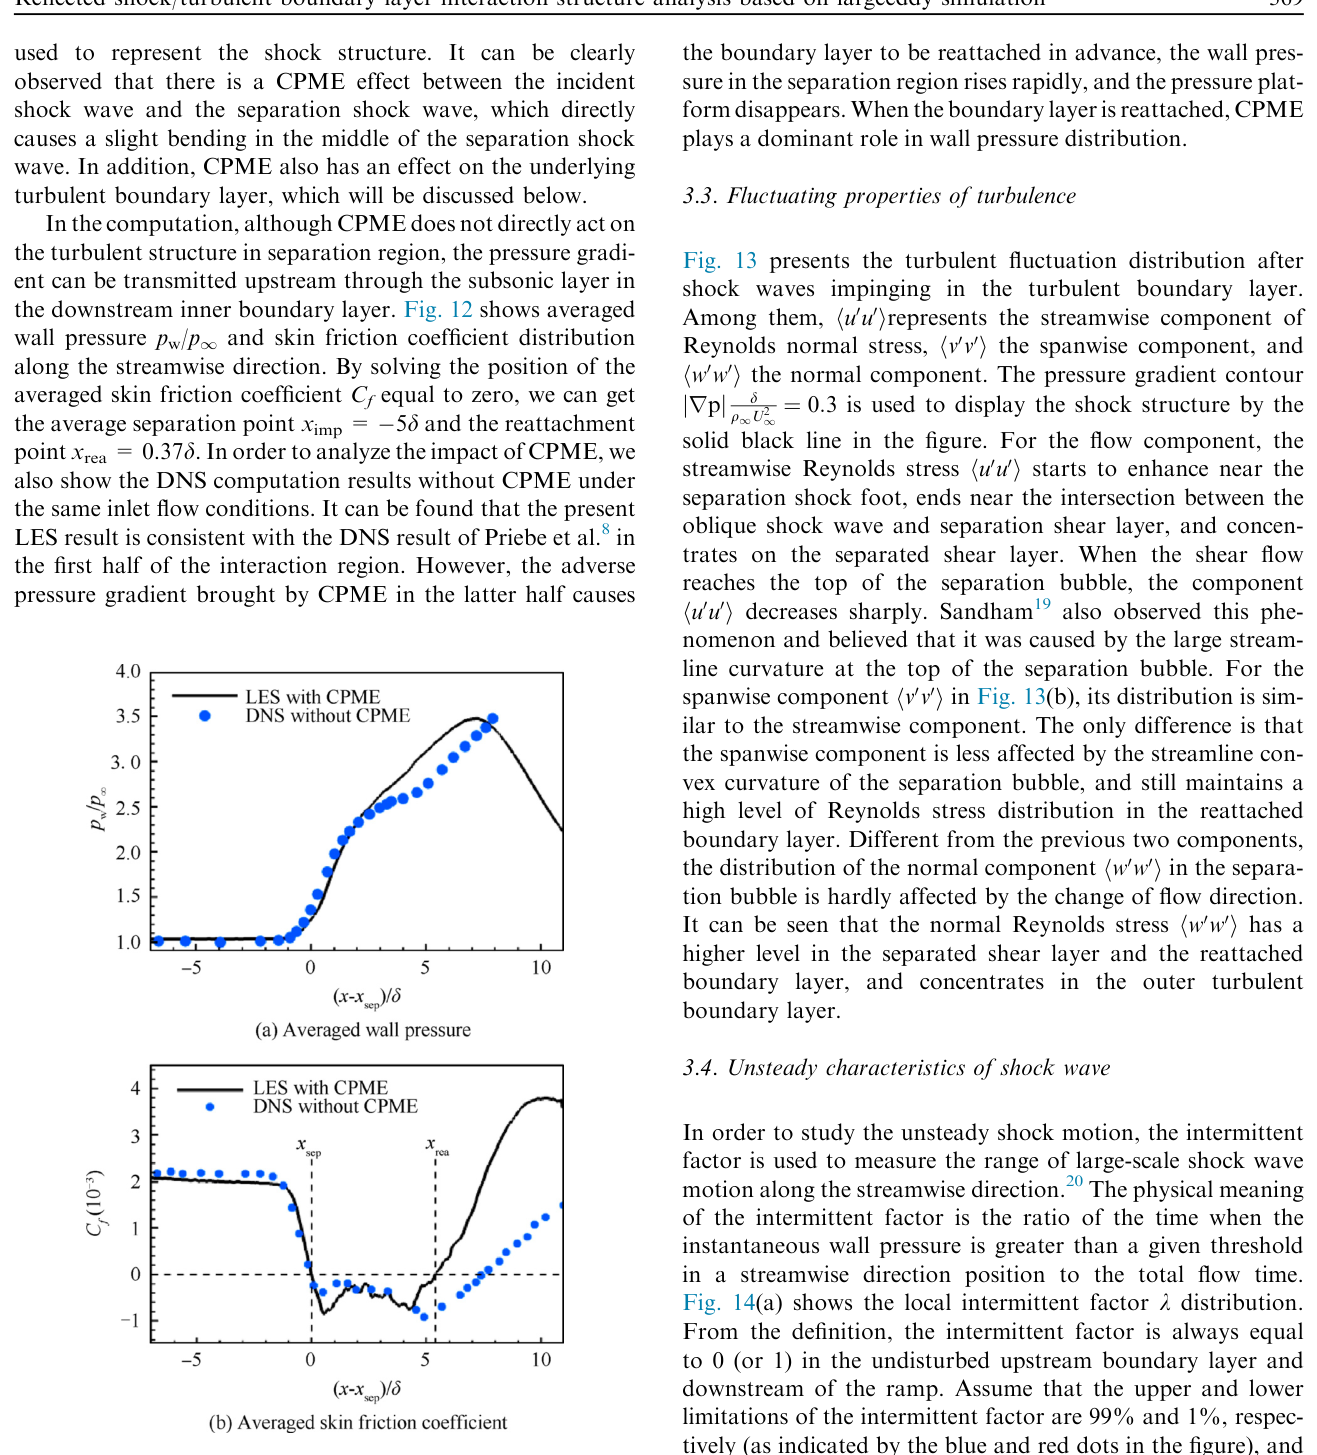 Reflected shock/turbulent boundary layer interaction structure analysis based on largeeddy simulation 369
used to represent the shock structure. It can be clearly
observed that there is a CPME effect between the incident
shock wave and the separation shock wave, which directly
causes a slight bending in the middle of the separation shock
wave. In addition, CPME also has an effect on the underlying
turbulent boundary layer, which will be discussed below.
In the computation, although CPME does not directly act on
the turbulent structure in separation region, the pressure gradi-
ent can be transmitted upstream through the subsonic layer in
the downstream inner boundary layer. Fig. 12 shows averaged
wall pressure p_w/p_∞ and skin friction coefficient distribution
along the streamwise direction. By solving the position of the
averaged skin friction coefficient C_f equal to zero, we can get
the average separation point x_imp = −5δ and the reattachment
point x_rea = 0.37δ. In order to analyze the impact of CPME, we
also show the DNS computation results without CPME under
the same inlet flow conditions. It can be found that the present
LES result is consistent with the DNS result of Priebe et al.⁸ in
the first half of the interaction region. However, the adverse
pressure gradient brought by CPME in the latter half causes
4.0
3.5
3. 0
2.5
2.0
1.5
1.0
p_w/p_∞
LES with CPME
DNS without CPME
−5 0 5 10
(x-x_sep)/δ
(a) Averaged wall pressure
4
3
2
1
0
−1
C_f (10⁻³)
LES with CPME
DNS without CPME
x_sep x_rea
−5 0 5 10
(x-x_sep)/δ
(b) Averaged skin friction coefficient
the boundary layer to be reattached in advance, the wall pres-
sure in the separation region rises rapidly, and the pressure plat-
form disappears. When the boundary layer is reattached, CPME
plays a dominant role in wall pressure distribution.
3.3. Fluctuating properties of turbulence
Fig. 13 presents the turbulent fluctuation distribution after
shock waves impinging in the turbulent boundary layer.
Among them, ⟨u′u′⟩represents the streamwise component of
Reynolds normal stress, ⟨v′v′⟩ the spanwise component, and
⟨w′w′⟩ the normal component. The pressure gradient contour
|∇p| δ/(ρ_∞U_∞²) = 0.3 is used to display the shock structure by the
solid black line in the figure. For the flow component, the
streamwise Reynolds stress ⟨u′u′⟩ starts to enhance near the
separation shock foot, ends near the intersection between the
oblique shock wave and separation shear layer, and concen-
trates on the separated shear layer. When the shear flow
reaches the top of the separation bubble, the component
⟨u′u′⟩ decreases sharply. Sandham¹⁹ also observed this phe-
nomenon and believed that it was caused by the large stream-
line curvature at the top of the separation bubble. For the
spanwise component ⟨v′v′⟩ in Fig. 13(b), its distribution is sim-
ilar to the streamwise component. The only difference is that
the spanwise component is less affected by the streamline con-
vex curvature of the separation bubble, and still maintains a
high level of Reynolds stress distribution in the reattached
boundary layer. Different from the previous two components,
the distribution of the normal component ⟨w′w′⟩ in the separa-
tion bubble is hardly affected by the change of flow direction.
It can be seen that the normal Reynolds stress ⟨w′w′⟩ has a
higher level in the separated shear layer and the reattached
boundary layer, and concentrates in the outer turbulent
boundary layer.
3.4. Unsteady characteristics of shock wave
In order to study the unsteady shock motion, the intermittent
factor is used to measure the range of large-scale shock wave
motion along the streamwise direction.²⁰ The physical meaning
of the intermittent factor is the ratio of the time when the
instantaneous wall pressure is greater than a given threshold
in a streamwise direction position to the total flow time.
Fig. 14(a) shows the local intermittent factor λ distribution.
From the definition, the intermittent factor is always equal
to 0 (or 1) in the undisturbed upstream boundary layer and
downstream of the ramp. Assume that the upper and lower
limitations of the intermittent factor are 99% and 1%, respec-
tively (as indicated by the blue and red dots in the figure), and